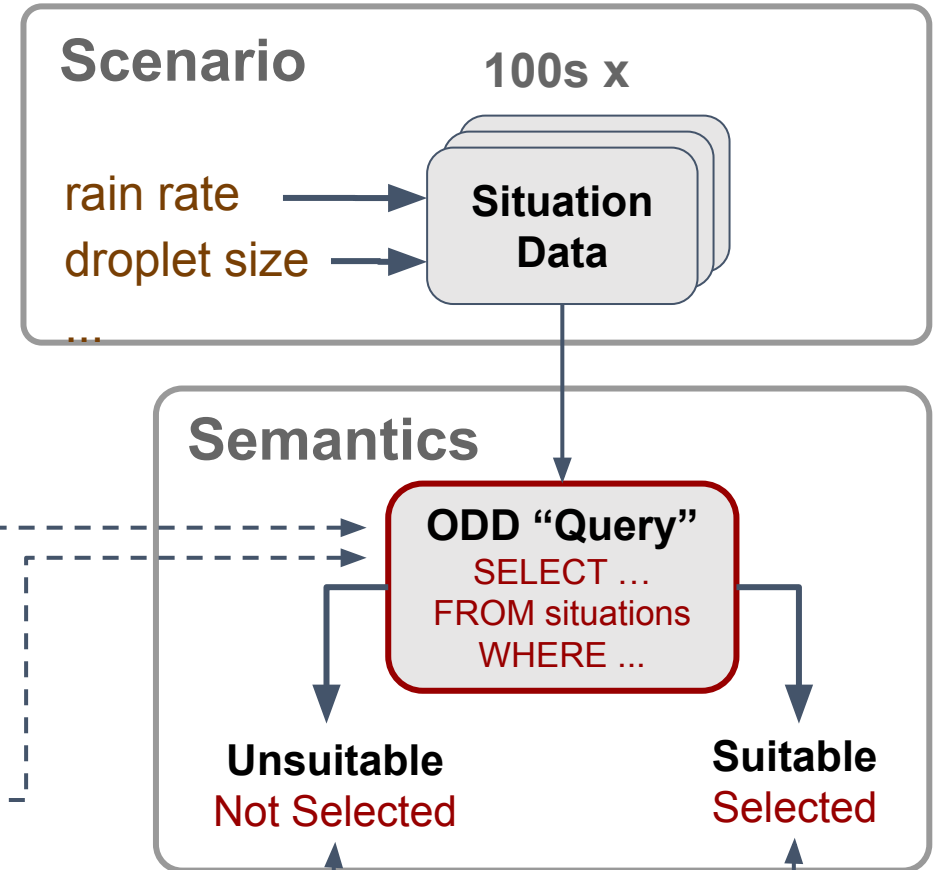 Scenario
100s x
rain rate
droplet size
...
Situation
Data
Semantics
ODD “Query”
SELECT …
FROM situations
WHERE ...
Unsuitable
Not Selected
Suitable
Selected